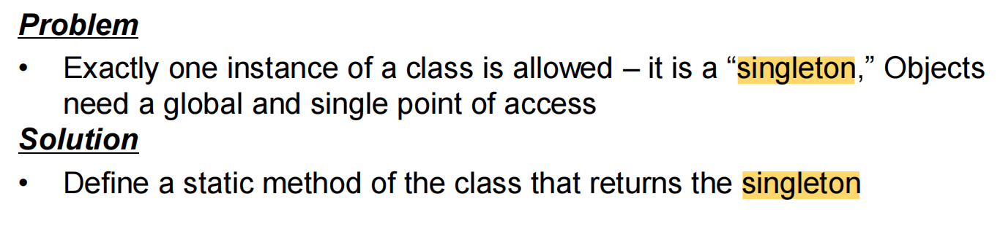 Problem
• Exactly one instance of a class is allowed – it is a “singleton,” Objects
need a global and single point of access
Solution
• Define a static method of the class that returns the singleton